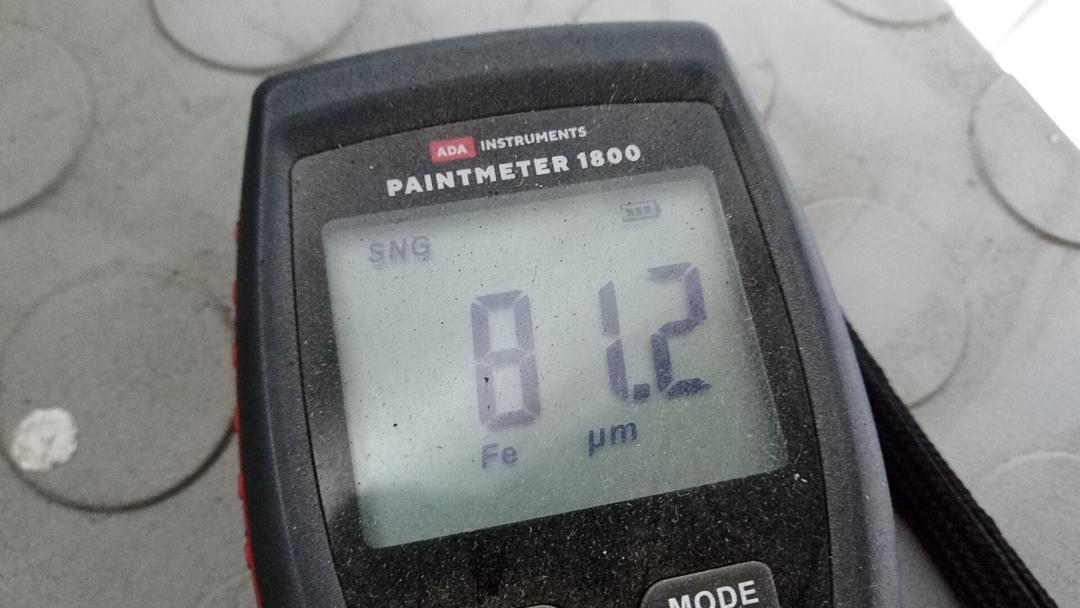 ADA INSTRUMENTS
PAINTMETER 1800
SNG
81.2
Fe µm
MODE